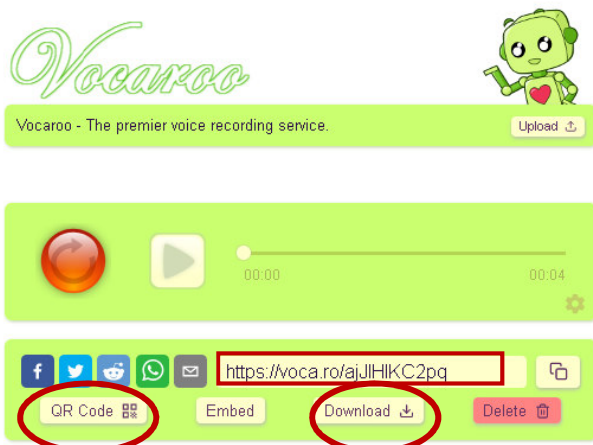 Vocaroo
Vocaroo - The premier voice recording service.
Upload
00:00
00:04
https://voca.ro/ajJlHlKC2pq
QR Code
Embed
Download
Delete